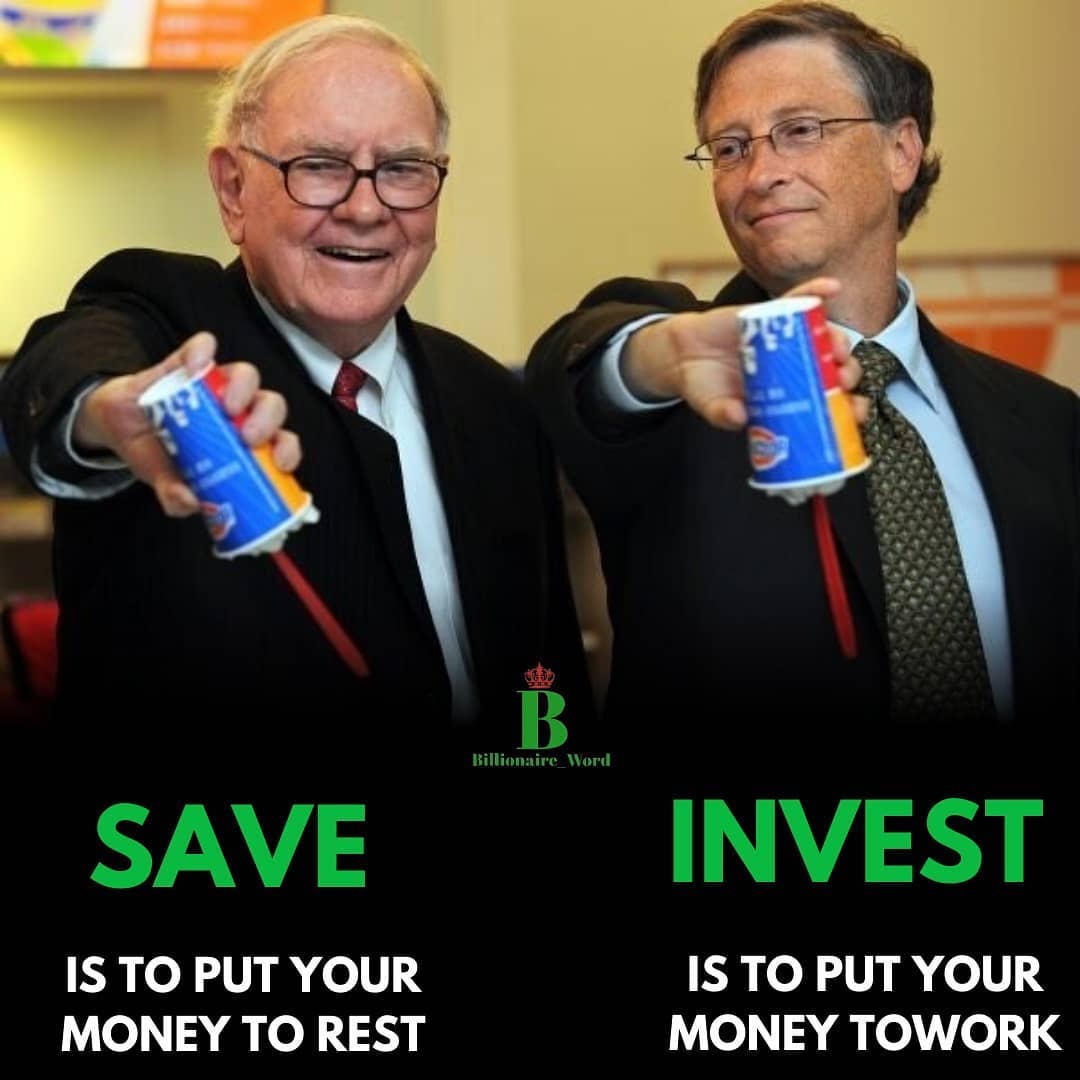 B
Billionaire_Word
SAVE
INVEST
IS TO PUT YOUR
MONEY TO REST
IS TO PUT YOUR
MONEY TOWORK